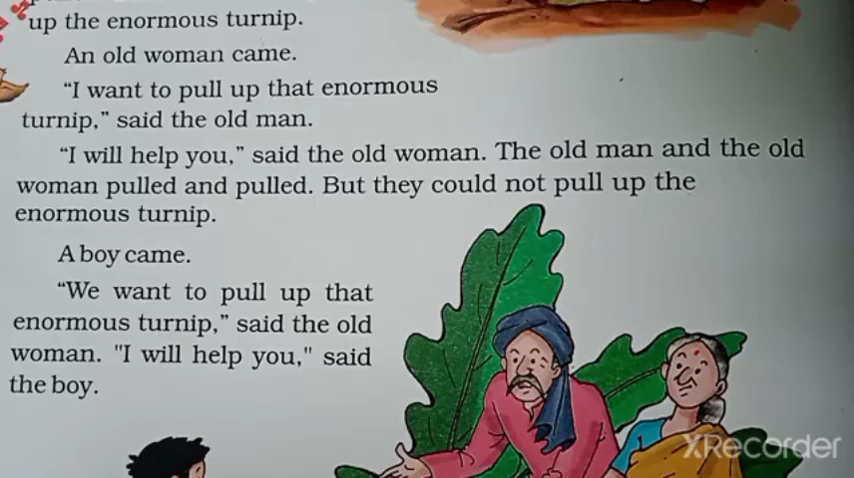 up the enormous turnip.
An old woman came.
“I want to pull up that enormous
turnip,” said the old man.
“I will help you,” said the old woman. The old man and the old
woman pulled and pulled. But they could not pull up the
enormous turnip.
A boy came.
“We want to pull up that
enormous turnip,” said the old
woman. "I will help you," said
the boy.
XRecorder